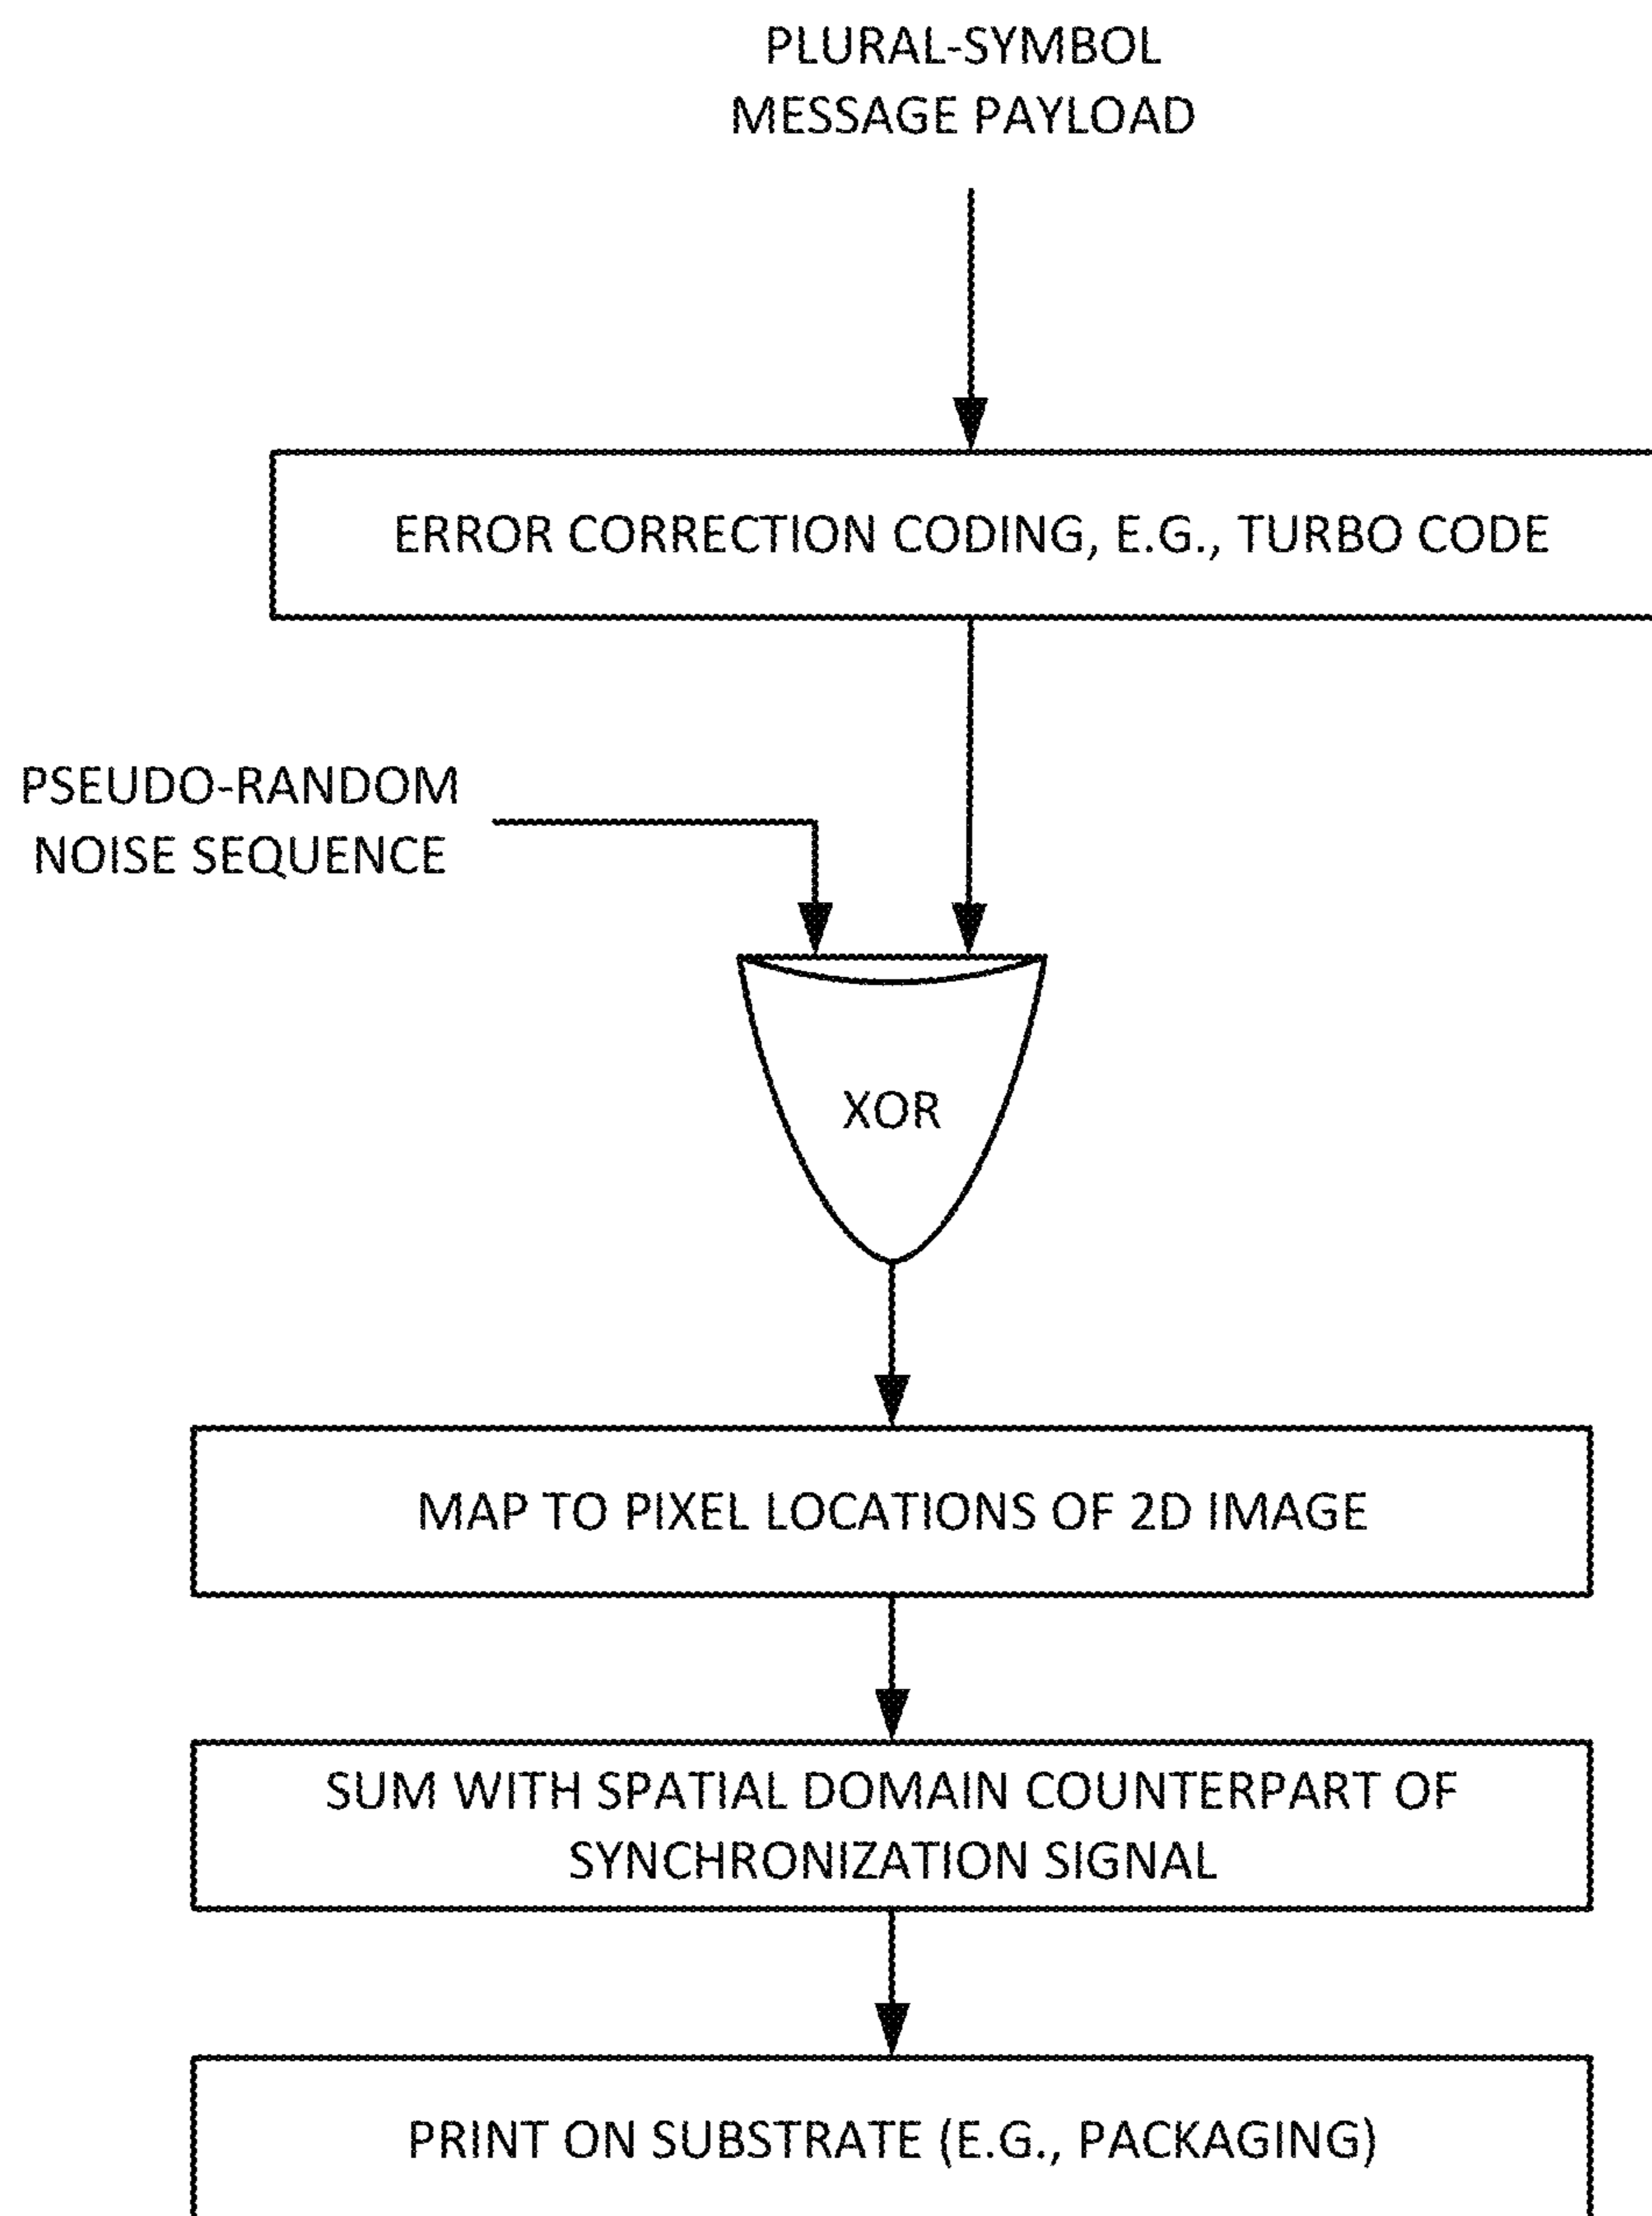 PLURAL-SYMBOL
MESSAGE PAYLOAD
ERROR CORRECTION CODING, E.G., TURBO CODE
PSEUDO-RANDOM
NOISE SEQUENCE
XOR
MAP TO PIXEL LOCATIONS OF 2D IMAGE
SUM WITH SPATIAL DOMAIN COUNTERPART OF
SYNCHRONIZATION SIGNAL
PRINT ON SUBSTRATE (E.G., PACKAGING)